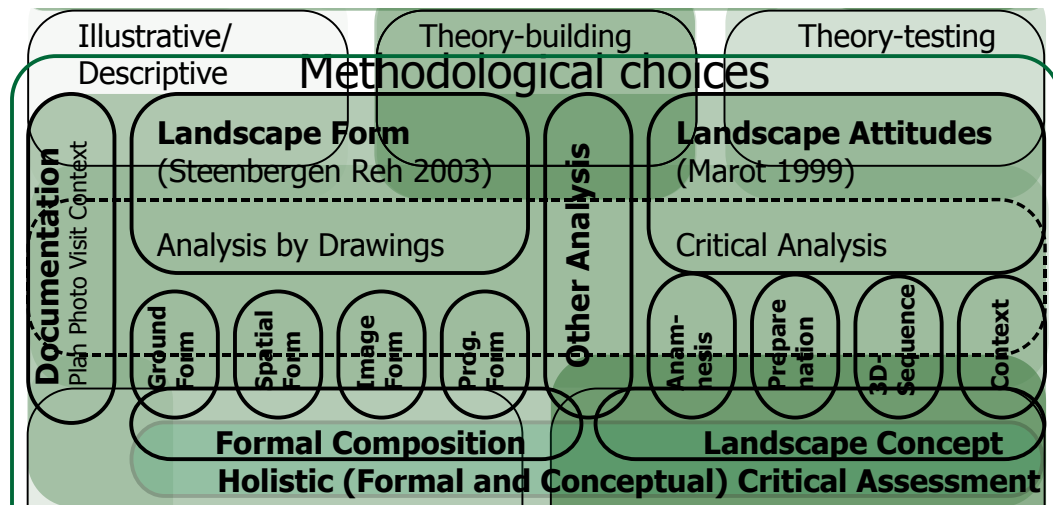 Illustrative/
Descriptive
Theory-building
Theory-testing
Methodological choices
Documentation
Plan Photo Visit Context
Landscape Form
(Steenbergen Reh 2003)
Analysis by Drawings
Ground
Form
Spatial
Form
Image
Form
Prog.
Form
Other Analysis
Landscape Attitudes
(Marot 1999)
Critical Analysis
Anam-
nesis
Prepare
nation
3D-
Sequence
Context
Formal Composition
Landscape Concept
Holistic (Formal and Conceptual) Critical Assessment